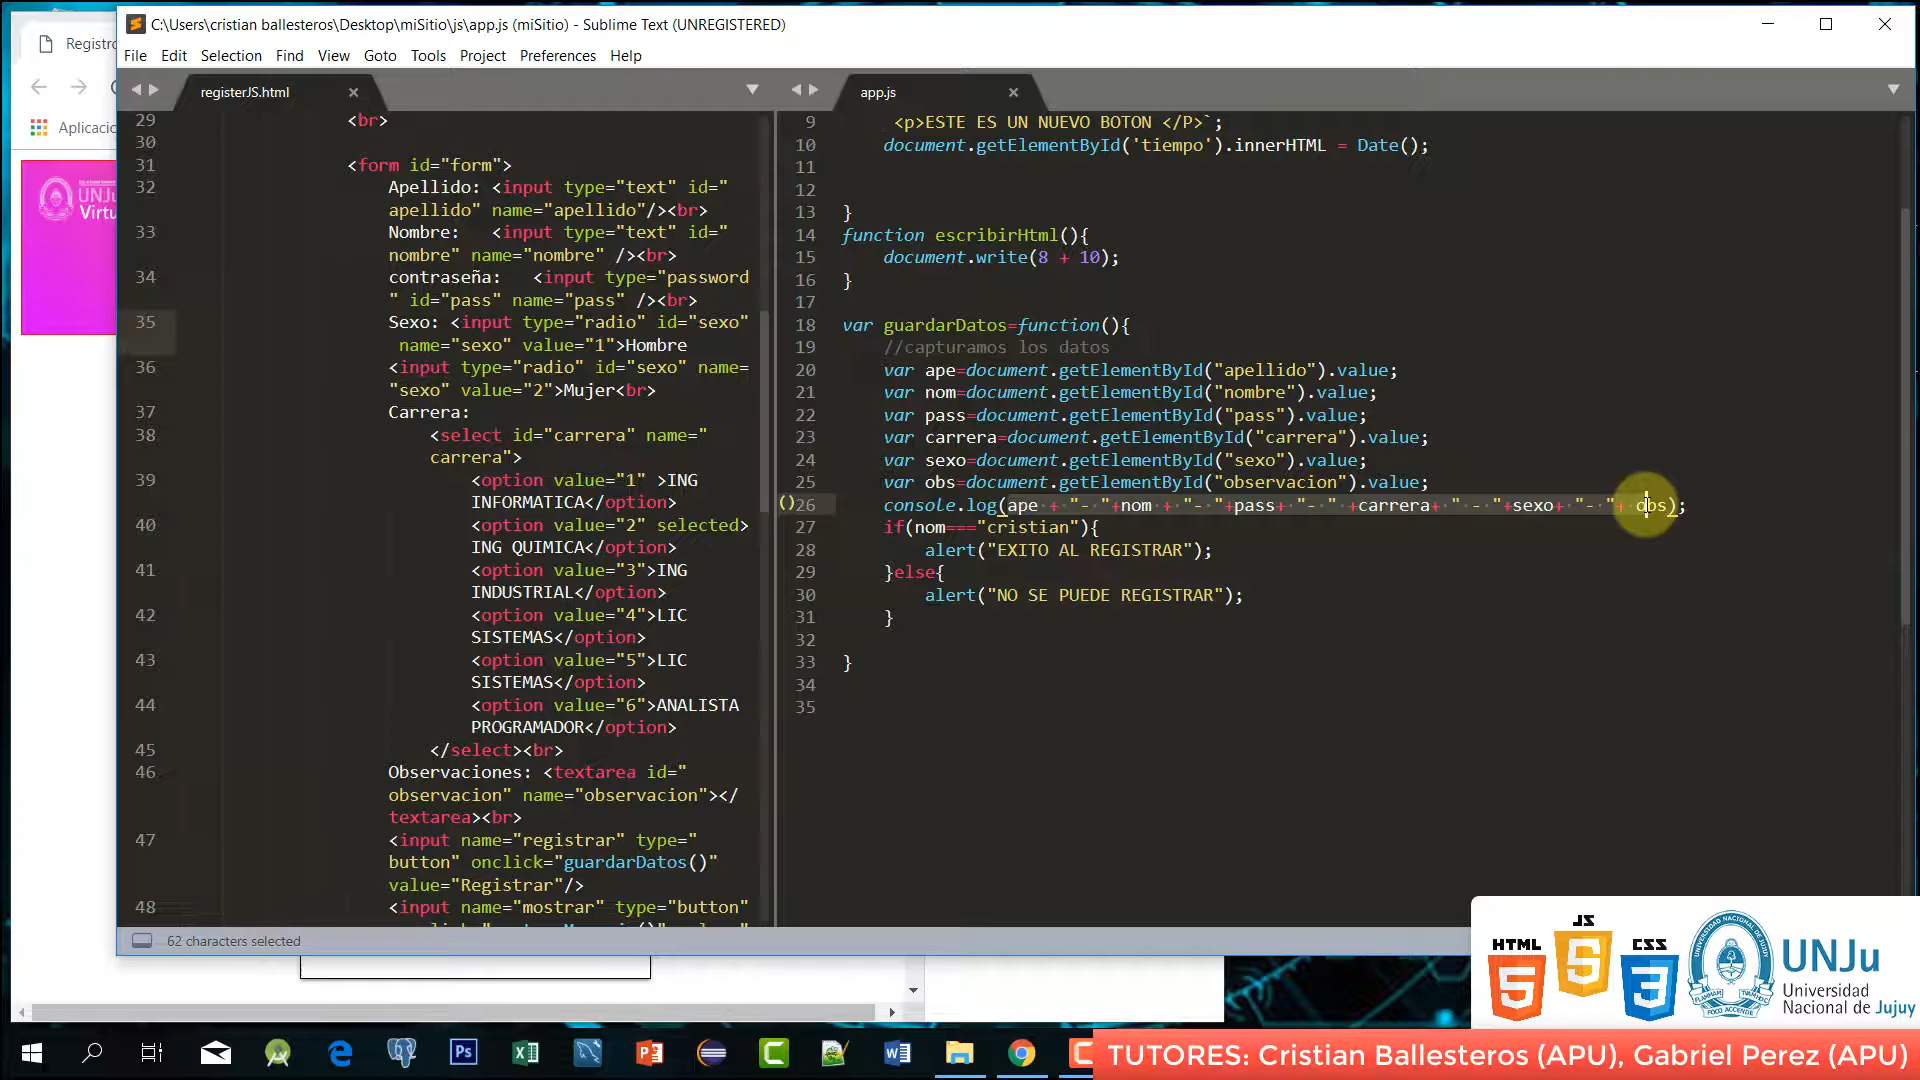 C:\Users\cristian ballesteros\Desktop\miSitio\js\app.js (miSitio) - Sublime Text (UNREGISTERED)
File Edit Selection Find View Goto Tools Project Preferences Help
Registro
Aplicacio
UNJu
Virtu
registerJS.html
29 <br>
30
31 <form id="form">
32 Apellido: <input type="text" id="
apellido" name="apellido"/><br>
33 Nombre: <input type="text" id="
nombre" name="nombre" /><br>
34 contraseña: <input type="password
" id="pass" name="pass" /><br>
35 Sexo: <input type="radio" id="sexo"
name="sexo" value="1">Hombre
36 <input type="radio" id="sexo" name=
"sexo" value="2">Mujer<br>
37 Carrera:
38 <select id="carrera" name="
carrera">
39 <option value="1" >ING
INFORMATICA</option>
40 <option value="2" selected>
ING QUIMICA</option>
41 <option value="3">ING
INDUSTRIAL</option>
42 <option value="4">LIC
SISTEMAS</option>
43 <option value="5">LIC
SISTEMAS</option>
44 <option value="6">ANALISTA
PROGRAMADOR</option>
45 </select><br>
46 Observaciones: <textarea id="
observacion" name="observacion"></
textarea><br>
47 <input name="registrar" type="
button" onclick="guardarDatos()"
value="Registrar"/>
48 <input name="mostrar" type="button"
app.js
9 <p>ESTE ES UN NUEVO BOTON </P>`;
10 document.getElementById('tiempo').innerHTML = Date();
11
12
13 }
14 function escribirHtml(){
15 document.write(8 + 10);
16 }
17
18 var guardarDatos=function(){
19 //capturamos los datos
20 var ape=document.getElementById("apellido").value;
21 var nom=document.getElementById("nombre").value;
22 var pass=document.getElementById("pass").value;
23 var carrera=document.getElementById("carrera").value;
24 var sexo=document.getElementById("sexo").value;
25 var obs=document.getElementById("observacion").value;
26 console.log(ape + "- "+nom + "- "+pass+ "- " +carrera+ " - "+sexo+ "- "+ obs);
27 if(nom==="cristian"){
28 alert("EXITO AL REGISTRAR");
29 }else{
30 alert("NO SE PUEDE REGISTRAR");
31 }
32
33 }
34
35
62 characters selected
HTML JS CSS
5 5 3
UNJu
Universidad
Nacional de Jujuy
TUTORES: Cristian Ballesteros (APU), Gabriel Perez (APU)